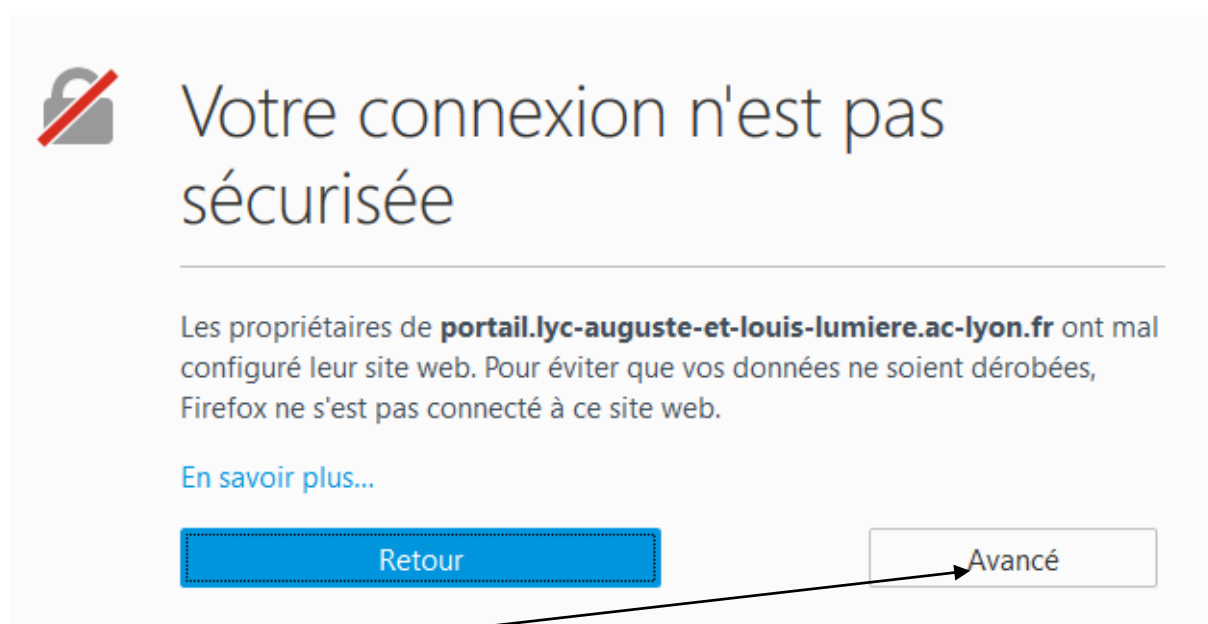 Votre connexion n'est pas
sécurisée
Les propriétaires de portail.lyc-auguste-et-louis-lumiere.ac-lyon.fr ont mal
configuré leur site web. Pour éviter que vos données ne soient dérobées,
Firefox ne s'est pas connecté à ce site web.
En savoir plus...
Retour
Avancé